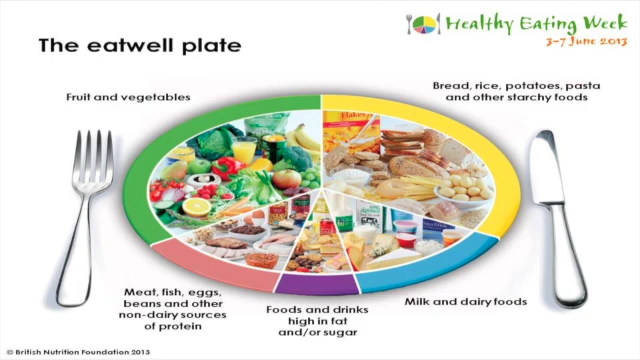 Healthy Eating Week
3-7 June 2013
The eatwell plate
Fruit and vegetables
Bread, rice, potatoes, pasta
and other starchy foods
Flakes
Meat, fish, eggs,
beans and other
non-dairy sources
of protein
Foods and drinks
high in fat
and/or sugar
Milk and dairy foods
© British Nutrition Foundation 2013